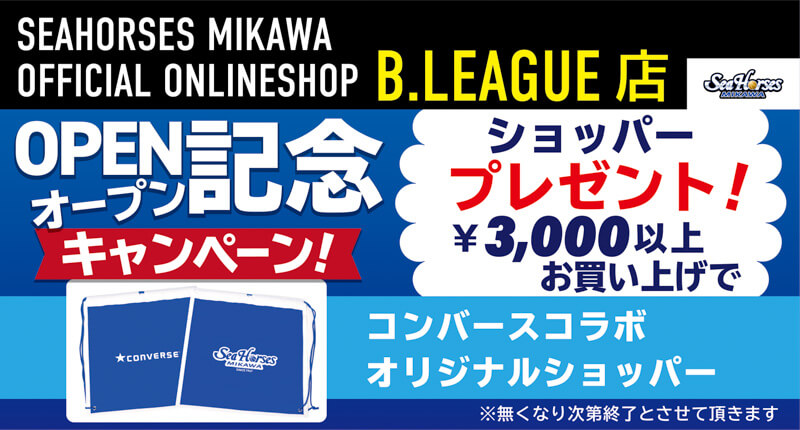 SEAHORSES MIKAWA
OFFICIAL ONLINESHOP B.LEAGUE 店
SeaHorses
MIKAWA
OPEN
オープン記念
キャンペーン!
ショッパー
プレゼント!
¥3,000以上
お買い上げで
★CONVERSE
SeaHorses
MIKAWA
コンバースコラボ
オリジナルショッパー
※無くなり次第終了とさせて頂きます